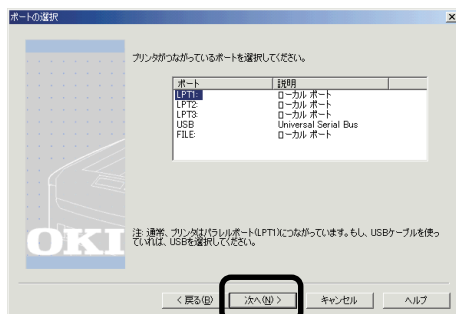 ポートの選択
プリンタがつながっているポートを選択してください。
ポート 説明
LPT1: ローカル ポート
LPT2: ローカル ポート
LPT3: ローカル ポート
USB Universal Serial Bus
FILE: ローカル ポート
OKI
注: 通常、プリンタはパラレルポート(LPT1)につながっています。もし、USBケーブルを使っ
ていれば、USBを選択してください。
< 戻る(B) 次へ(N) > キャンセル ヘルプ